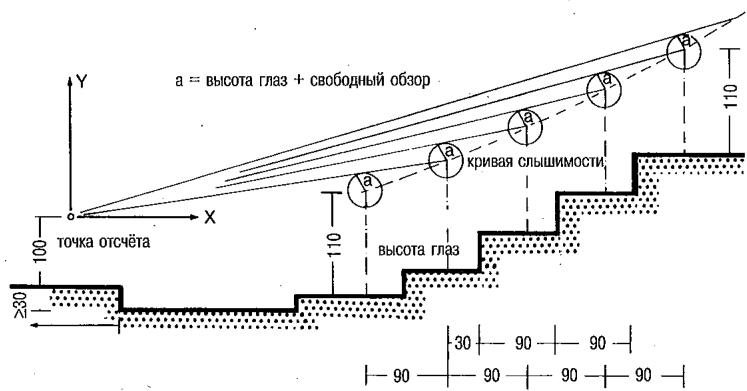 Y
a = высота глаз + свободный обзор
a
a
a
a
a
110
кривая слышимости
X
точка отсчёта
100
110
высота глаз
≥30
30
90
90
90
90
90
90